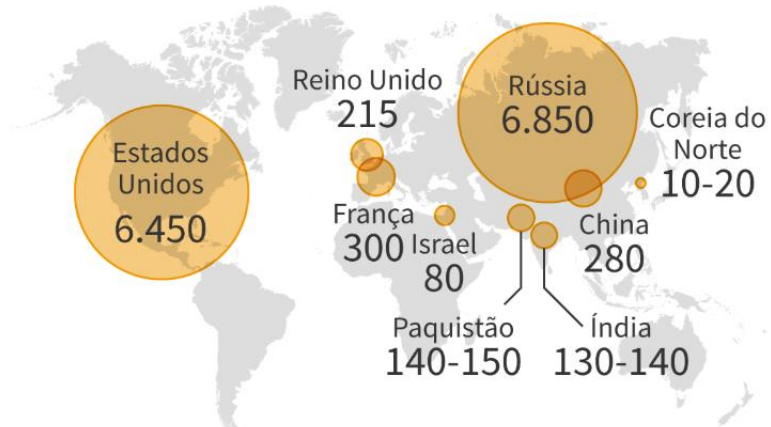 Reino Unido
215
Rússia
6.850
Coreia do
Norte
10-20
Estados
Unidos
6.450
França
300
Israel
80
China
280
Paquistão
140-150
Índia
130-140